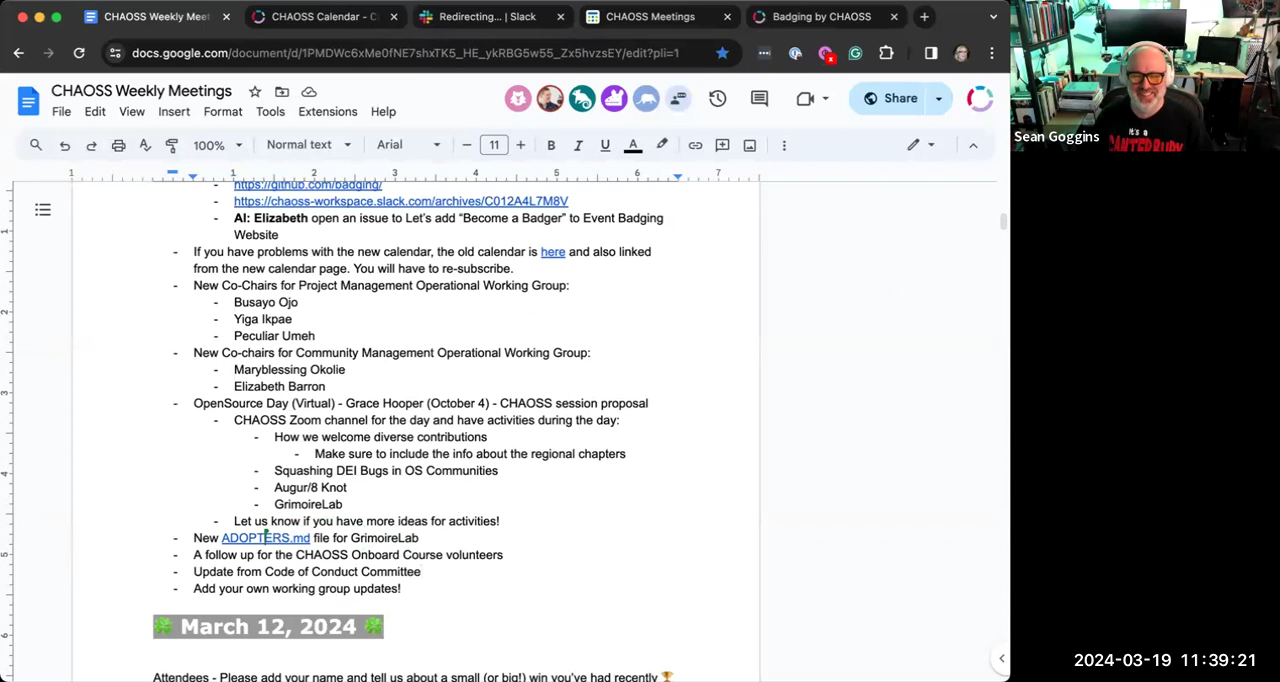 CHAOSS Weekly Meet
CHAOSS Calendar - C
Redirecting... | Slack
CHAOSS Meetings
Badging by CHAOSS
docs.google.com/document/d/1PMDWc6xMe0fNE7shxTK5_HE_ykRBG5w55_Zx5hvzsEY/edit?pli=1
CHAOSS Weekly Meetings
File Edit View Insert Format Tools Extensions Help
Share
100% Normal text Arial 11 B I U A
1 1 2 3 4 5 6 7
https://github.com/badging/
- https://chaoss-workspace.slack.com/archives/C012A4L7M8V
- AI: Elizabeth open an issue to Let's add “Become a Badger” to Event Badging
Website
- If you have problems with the new calendar, the old calendar is here and also linked
from the new calendar page. You will have to re-subscribe.
- New Co-Chairs for Project Management Operational Working Group:
- Busayo Ojo
- Yiga Ikpae
- Peculiar Umeh
- New Co-chairs for Community Management Operational Working Group:
- Maryblessing Okolie
- Elizabeth Barron
- OpenSource Day (Virtual) - Grace Hooper (October 4) - CHAOSS session proposal
- CHAOSS Zoom channel for the day and have activities during the day:
- How we welcome diverse contributions
- Make sure to include the info about the regional chapters
- Squashing DEI Bugs in OS Communities
- Augur/8 Knot
- GrimoireLab
- Let us know if you have more ideas for activities!
- New ADOPTERS.md file for GrimoireLab
- A follow up for the CHAOSS Onboard Course volunteers
- Update from Code of Conduct Committee
- Add your own working group updates!
🍀 March 12, 2024 🍀
Attendees - Please add your name and tell us about a small (or big!) win you've had recently 🏆
Sean Goggins
IT'S A
CANTERBURY
2024-03-19 11:39:21